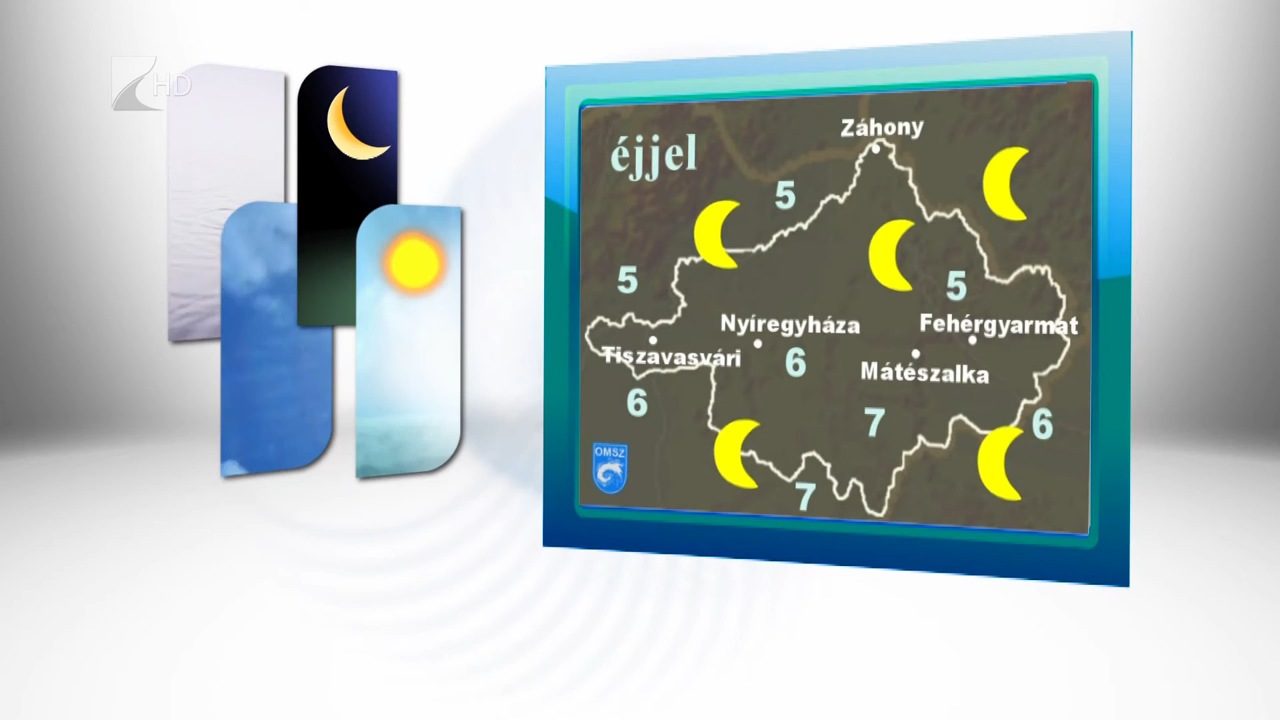 HD
éjjel
Záhony
5
5
5
Nyíregyháza
Fehérgyarmat
Tiszavasvári
6
Mátészalka
6
7
6
OMSZ
7